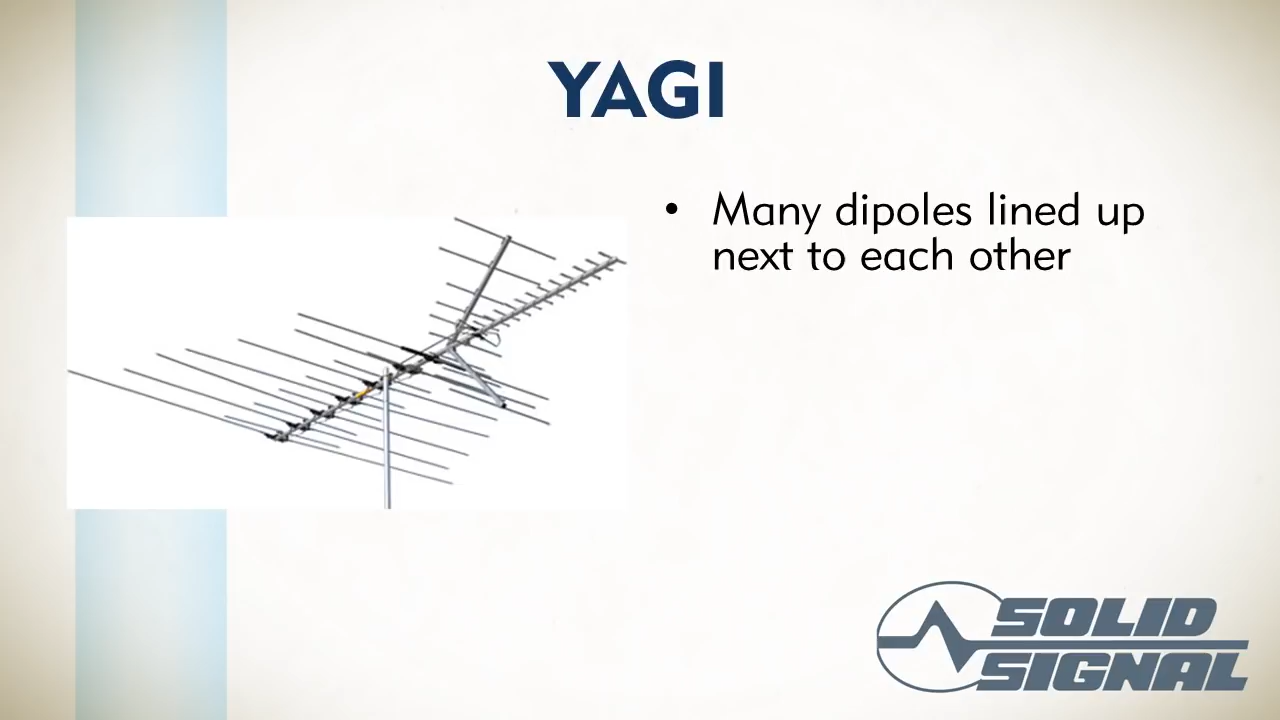 YAGI
• Many dipoles lined up
next to each other
SOLID
SIGNAL